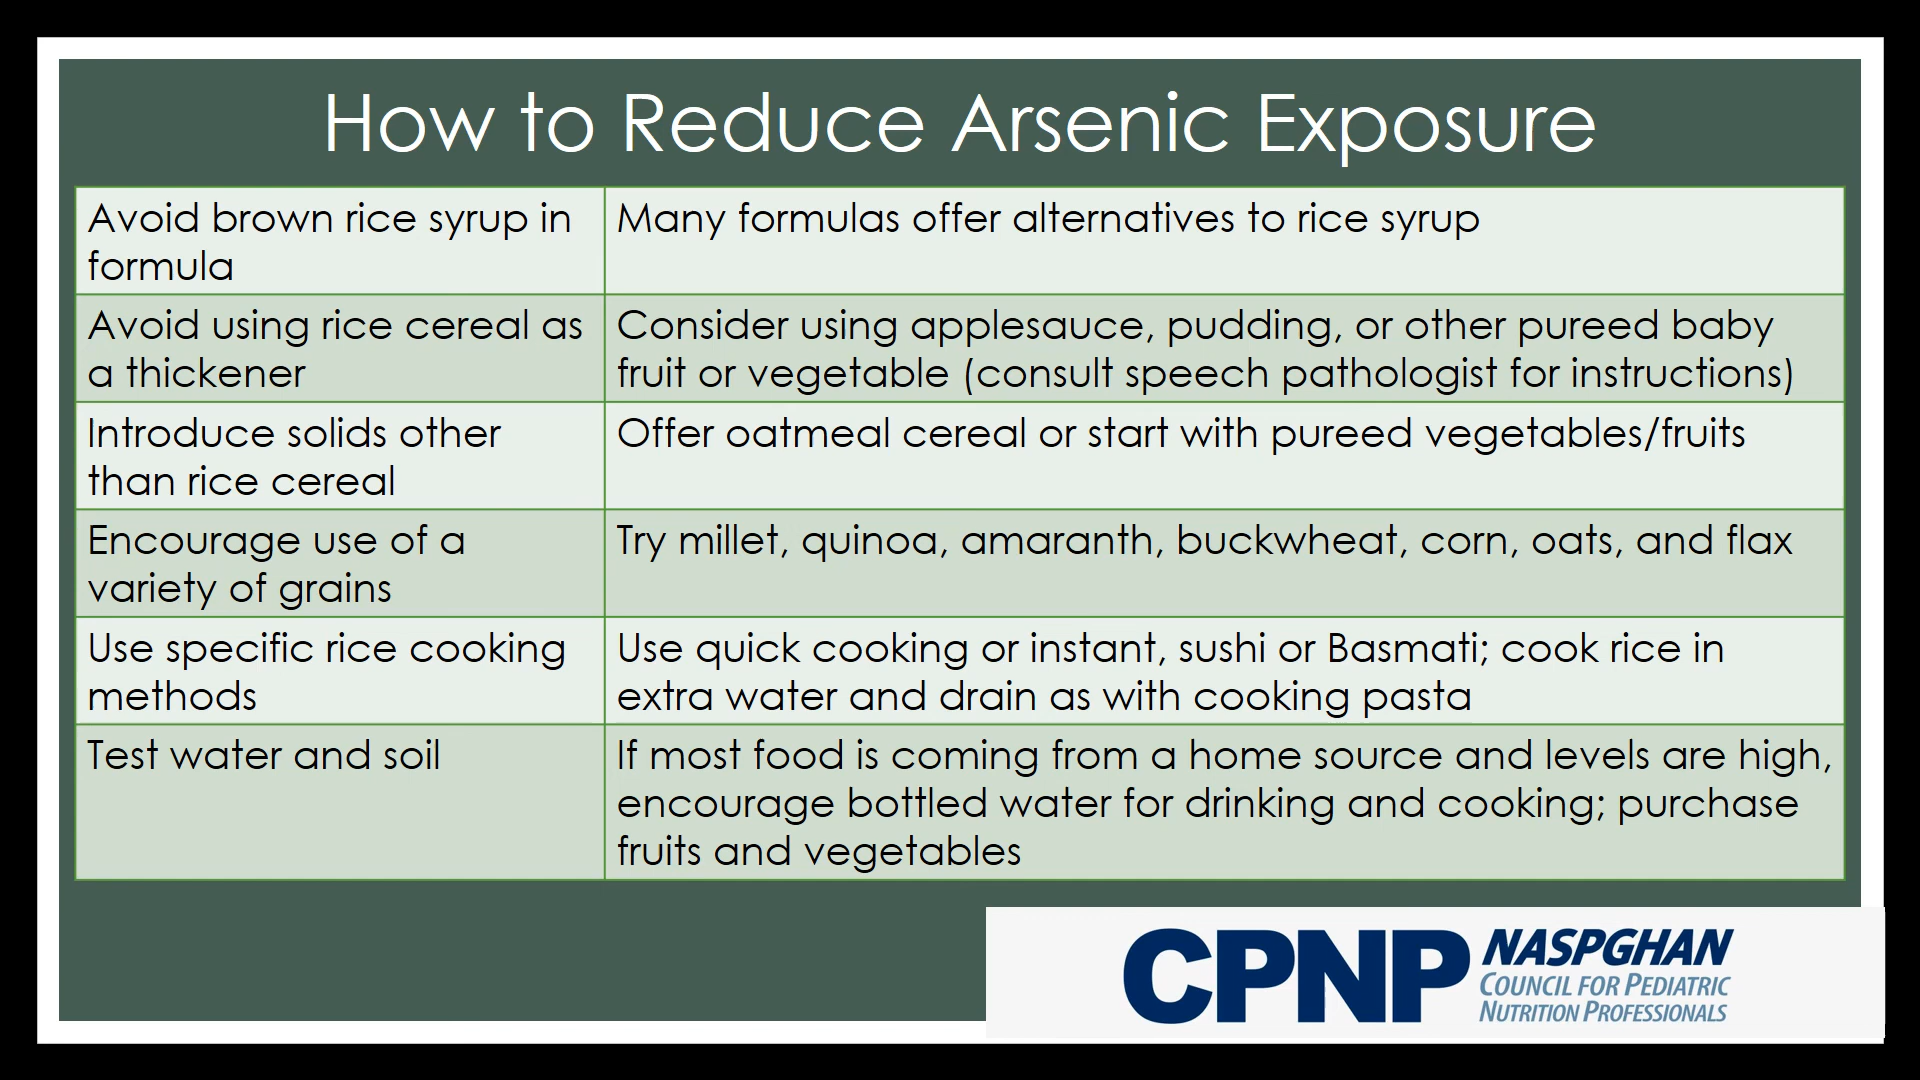 How to Reduce Arsenic Exposure
Avoid brown rice syrup in
formula
Many formulas offer alternatives to rice syrup
Avoid using rice cereal as
a thickener
Consider using applesauce, pudding, or other pureed baby
fruit or vegetable (consult speech pathologist for instructions)
Introduce solids other
than rice cereal
Offer oatmeal cereal or start with pureed vegetables/fruits
Encourage use of a
variety of grains
Try millet, quinoa, amaranth, buckwheat, corn, oats, and flax
Use specific rice cooking
methods
Use quick cooking or instant, sushi or Basmati; cook rice in
extra water and drain as with cooking pasta
Test water and soil
If most food is coming from a home source and levels are high,
encourage bottled water for drinking and cooking; purchase
fruits and vegetables
CPNP
NASPGHAN
COUNCIL FOR PEDIATRIC
NUTRITION PROFESSIONALS